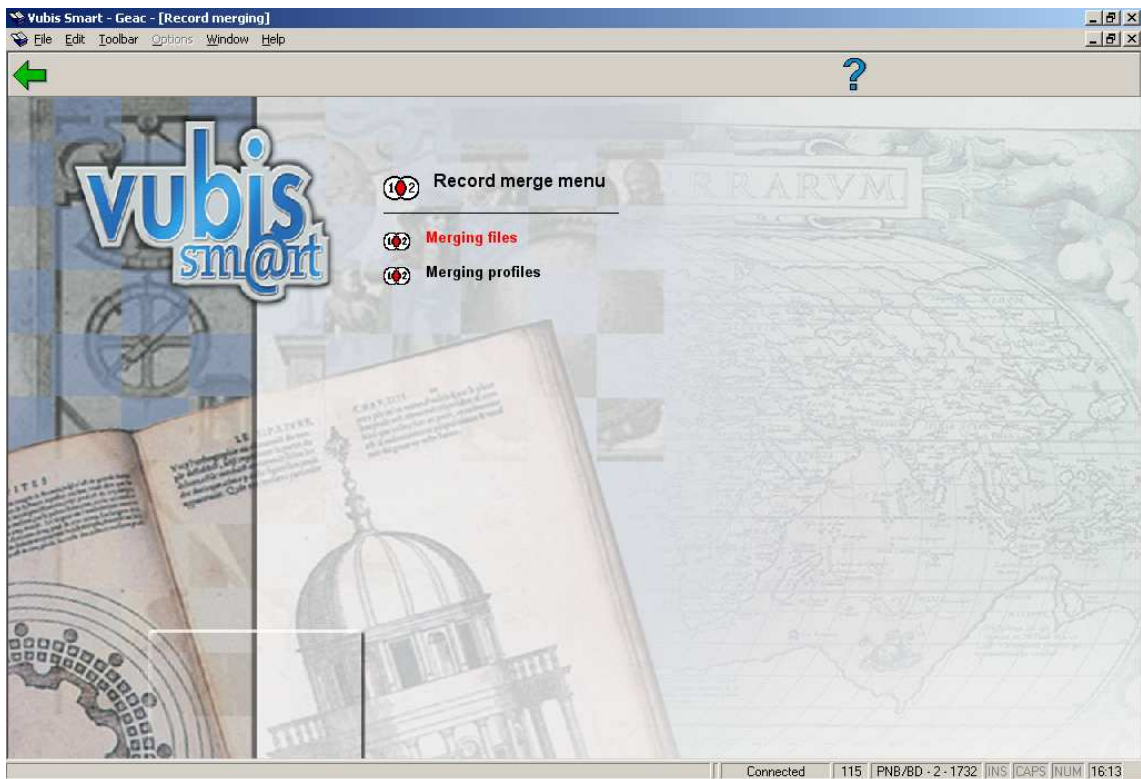 Vubis Smart - Geac - [Record merging]
File Edit Toolbar Options Window Help
?
vubis
sm@rt
Record merge menu
RRARVM
Merging files
Merging profiles
Connected 115 PNB/BD - 2 - 1732 INS CAPS NUM 16:13